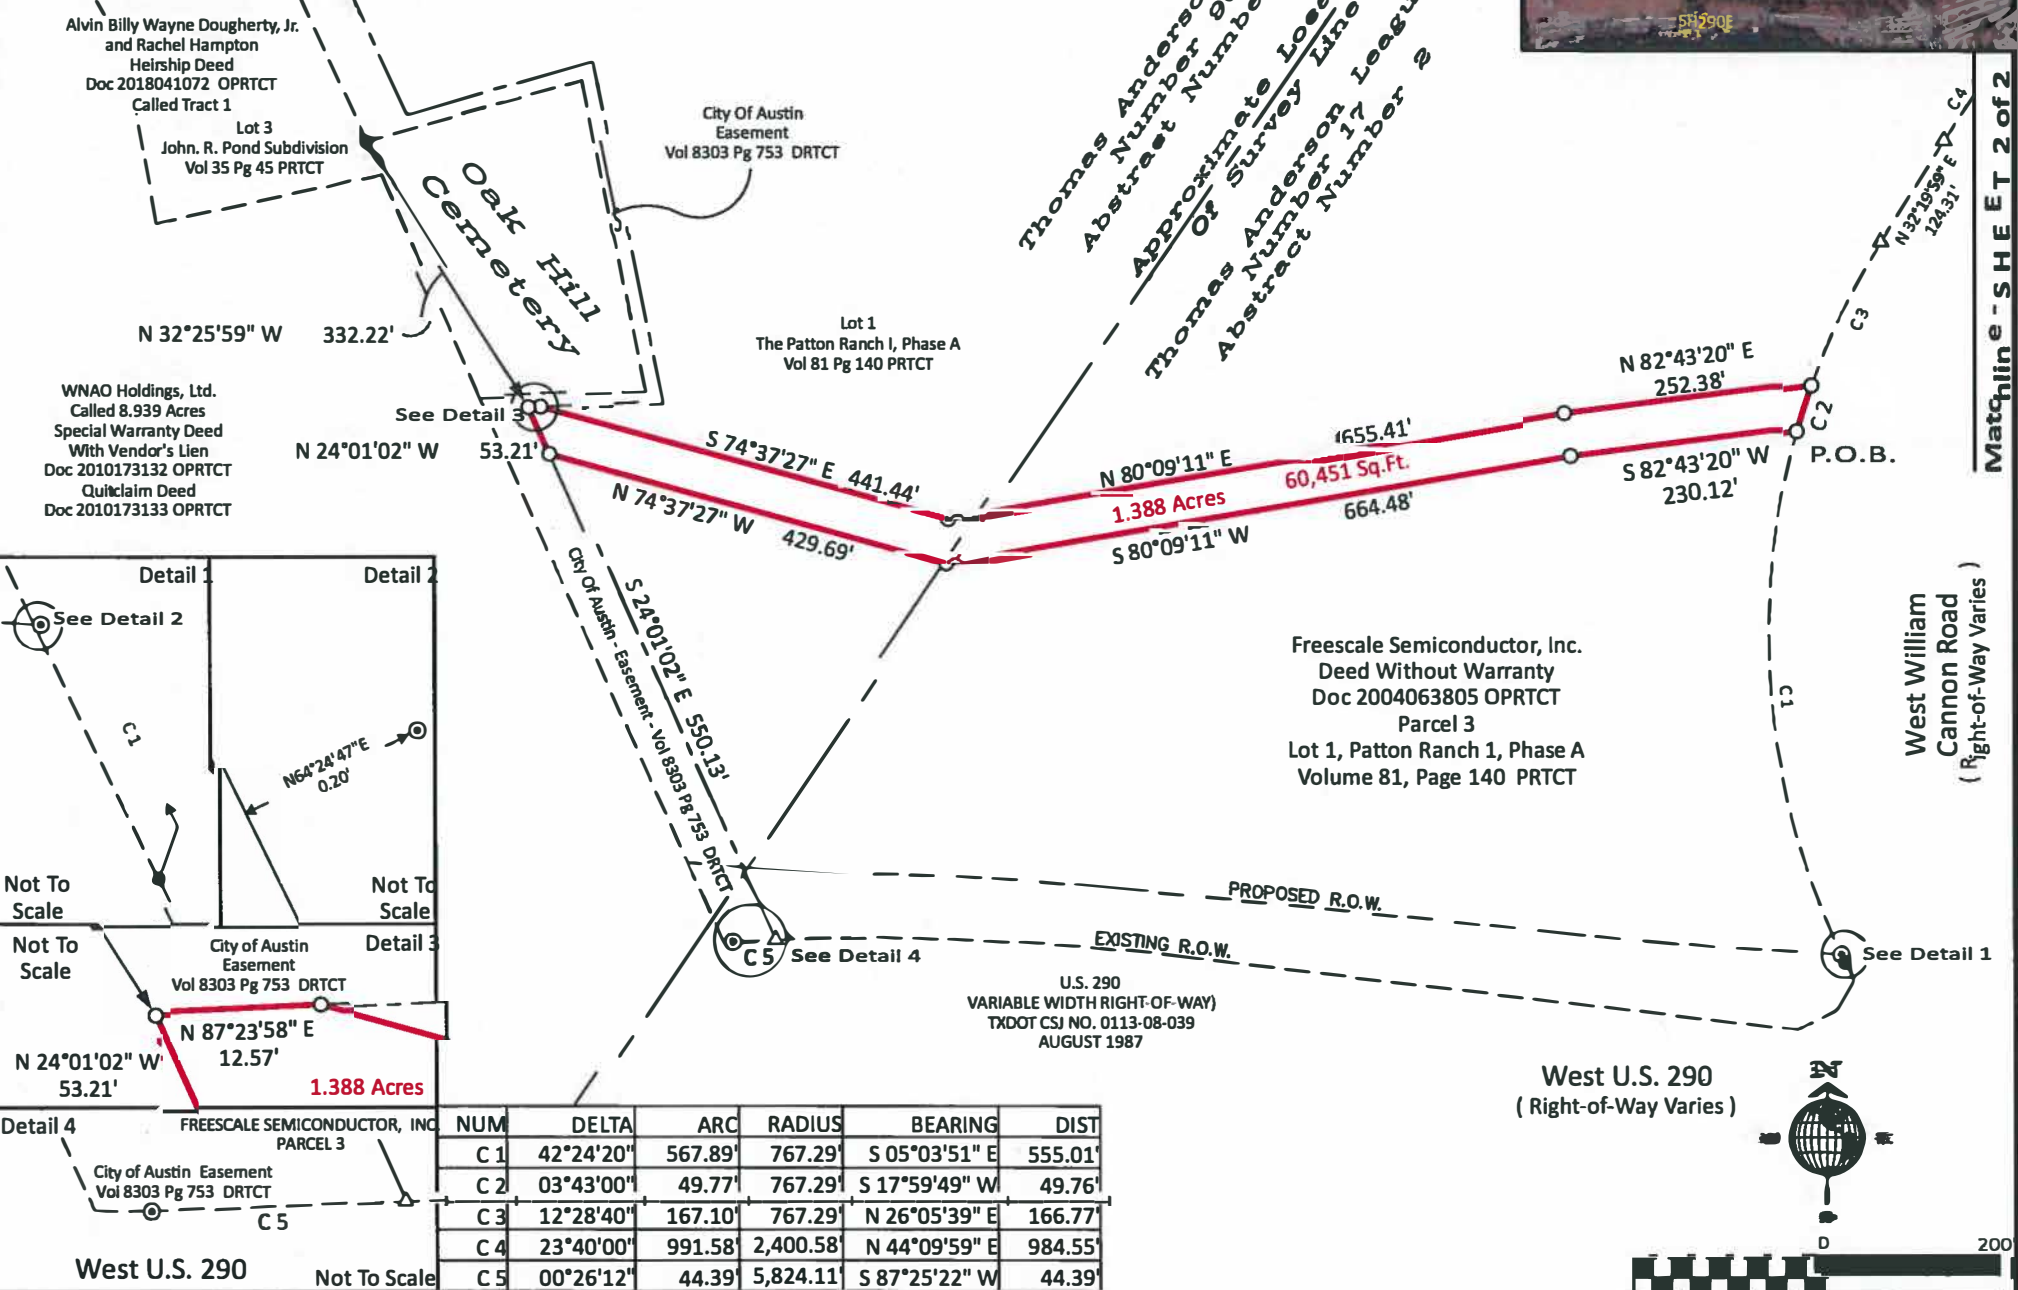 Alvin Billy Wayne Dougherty, Jr.
and Rachel Hampton
Heirship Deed
Doc 2018041072 OPRTCT
Called Tract 1
Lot 3
John. R. Pond Subdivision
Vol 35 Pg 45 PRTCT
City Of Austin
Easement
Vol 8303 Pg 753 DRTCT
Oak Hill
Cemetery
Thomas
Number
Abstract
Approximate
Of Survey Line
Thomas Anderson
Number 17
Abstract Number 2
C4
N 32°19'59" E
124.31'
Matchline - SHEET 2 of 2
C3
N 32°25'59" W 332.22'
Lot 1
The Patton Ranch I, Phase A
Vol 81 Pg 140 PRTCT
WNAO Holdings, Ltd.
Called 8.939 Acres
Special Warranty Deed
With Vendor's Lien
Doc 2010173132 OPRTCT
Quitclaim Deed
Doc 2010173133 OPRTCT
See Detail 3
N 24°01'02" W 53.21'
S 74°37'27" E 441.44'
N 74°37'27" W 429.69'
N 80°09'11" E 655.41'
1.388 Acres 60,451 Sq.Ft.
S 80°09'11" W 664.48'
N 82°43'20" E
252.38'
C 2
P.O.B.
S 82°43'20" W
230.12'
City Of Austin - Easement - Vol 8303 Pg 753 DRTCT
S 24°01'02" E 550.13'
Freescale Semiconductor, Inc.
Deed Without Warranty
Doc 2004063805 OPRTCT
Parcel 3
Lot 1, Patton Ranch 1, Phase A
Volume 81, Page 140 PRTCT
C1
West William
Cannon Road
( Right-of-Way Varies )
PROPOSED R.O.W.
EXISTING R.O.W.
C 5
See Detail 4
See Detail 1
U.S. 290
VARIABLE WIDTH RIGHT-OF-WAY)
TXDOT CSJ NO. 0113-08-039
AUGUST 1987
West U.S. 290
( Right-of-Way Varies )
Detail 1
See Detail 2
C1
Not To
Scale
Detail 2
N64°24'47"E
0.20'
Not To
Scale
Not To
Scale
City of Austin
Easement
Vol 8303 Pg 753 DRTCT
Detail 3
N 87°23'58" E
12.57'
N 24°01'02" W
53.21'
1.388 Acres
Detail 4
FREESCALE SEMICONDUCTOR, INC
PARCEL 3
City of Austin Easement
Vol 8303 Pg 753 DRTCT
C 5
West U.S. 290
Not To Scale
NUM DELTA ARC RADIUS BEARING DIST
C 1 42°24'20" 567.89' 767.29' S 05°03'51" E 555.01'
C 2 03°43'00" 49.77' 767.29' S 17°59'49" W 49.76'
C 3 12°28'40" 167.10' 767.29' N 26°05'39" E 166.77'
C 4 23°40'00" 991.58' 2,400.58' N 44°09'59" E 984.55'
C 5 00°26'12" 44.39' 5,824.11' S 87°25'22" W 44.39'
N
200'